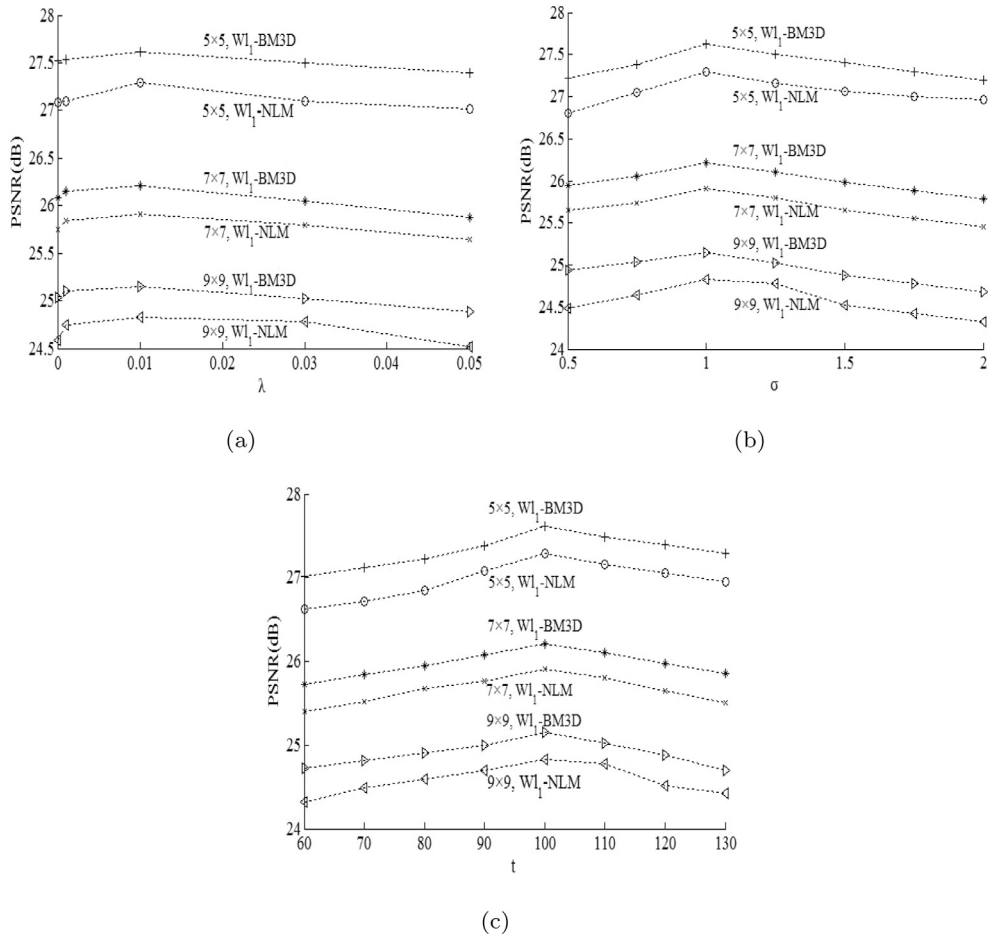 28
27.5
27
26.5
26
25.5
25
24.5
PSNR(dB)
5×5, Wl1-BM3D
5×5, Wl1-NLM
7×7, Wl1-BM3D
7×7, Wl1-NLM
9×9, Wl1-BM3D
9×9, Wl1-NLM
0 0.01 0.02 0.03 0.04 0.05
λ
(a)
28
27.5
27
26.5
26
25.5
25
24.5
24
PSNR(dB)
5×5, Wl1-BM3D
5×5, Wl1-NLM
7×7, Wl1-BM3D
7×7, Wl1-NLM
9×9, Wl1-BM3D
9×9, Wl1-NLM
0.5 1 1.5 2
σ
(b)
28
27
26
25
24
PSNR(dB)
5×5, Wl1-BM3D
5×5, Wl1-NLM
7×7, Wl1-BM3D
7×7, Wl1-NLM
9×9, Wl1-BM3D
9×9, Wl1-NLM
60 70 80 90 100 110 120 130
t
(c)